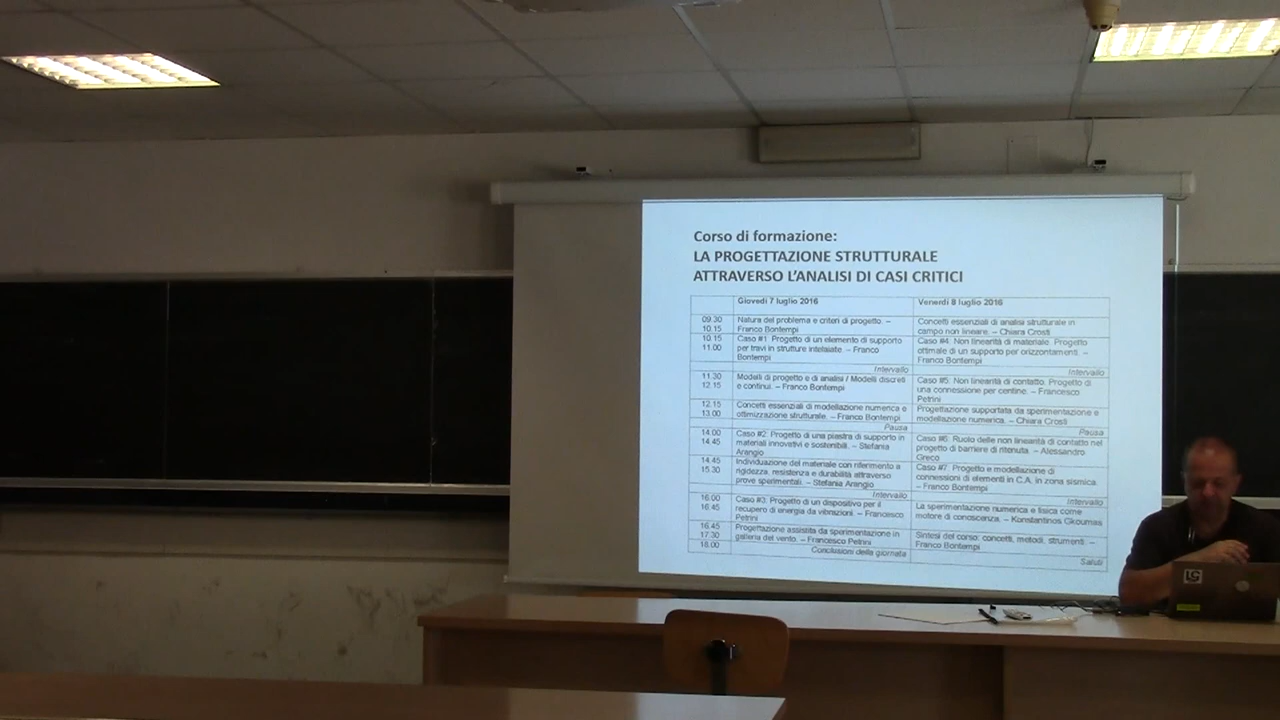 Corso di formazione:
LA PROGETTAZIONE STRUTTURALE
ATTRAVERSO L'ANALISI DI CASI CRITICI
Giovedì 7 luglio 2016
Venerdì 8 luglio 2016
09.30
10.15
Natura del problema e criteri di progetto. –
Franco Bontempi
Concetti essenziali di analisi strutturale in
campo non lineare. – Chiara Crosti
10.15
11.00
Caso #1: Progetto di un elemento di supporto
per travi in strutture intelaiate. – Franco
Bontempi
Caso #4: Non linearità di materiale. Progetto
ottimale di un supporto per orizzontamenti. –
Franco Bontempi
Intervallo
Intervallo
11.30
12.15
Modelli di progetto e di analisi / Modelli discreti
e continui. – Franco Bontempi
Caso #5: Non linearità di contatto. Progetto di
una connessione per centine. – Francesco
Petrini
12.15
13.00
Concetti essenziali di modellazione numerica e
ottimizzazione strutturale. – Franco Bontempi
Progettazione supportata da sperimentazione e
modellazione numerica. – Chiara Crosti
Pausa
Pausa
14.00
14.45
Caso #2: Progetto di una piastra di supporto in
materiali innovativi e sostenibili. – Stefania
Arangio
Caso #6: Ruolo delle non linearità di contatto nel
progetto di barriere di ritenuta. – Alessandro
Greco
14.45
15.30
Individuazione del materiale con riferimento a
rigidezza, resistenza e durabilità attraverso
prove sperimentali. – Stefania Arangio
Caso #7: Progetto e modellazione di
connessioni di elementi in C.A. in zona sismica.
– Franco Bontempi
Intervallo
Intervallo
16.00
16.45
Caso #3: Progetto di un dispositivo per il
recupero di energia da vibrazioni. – Francesco
Petrini
La sperimentazione numerica e fisica come
motore di conoscenza. – Konstantinos Gkoumas
16.45
17.30
18.00
Progettazione assistita da sperimentazione in
galleria del vento. – Francesco Petrini
Sintesi del corso: concetti, metodi, strumenti. –
Franco Bontempi
Conclusioni della giornata
Saluti